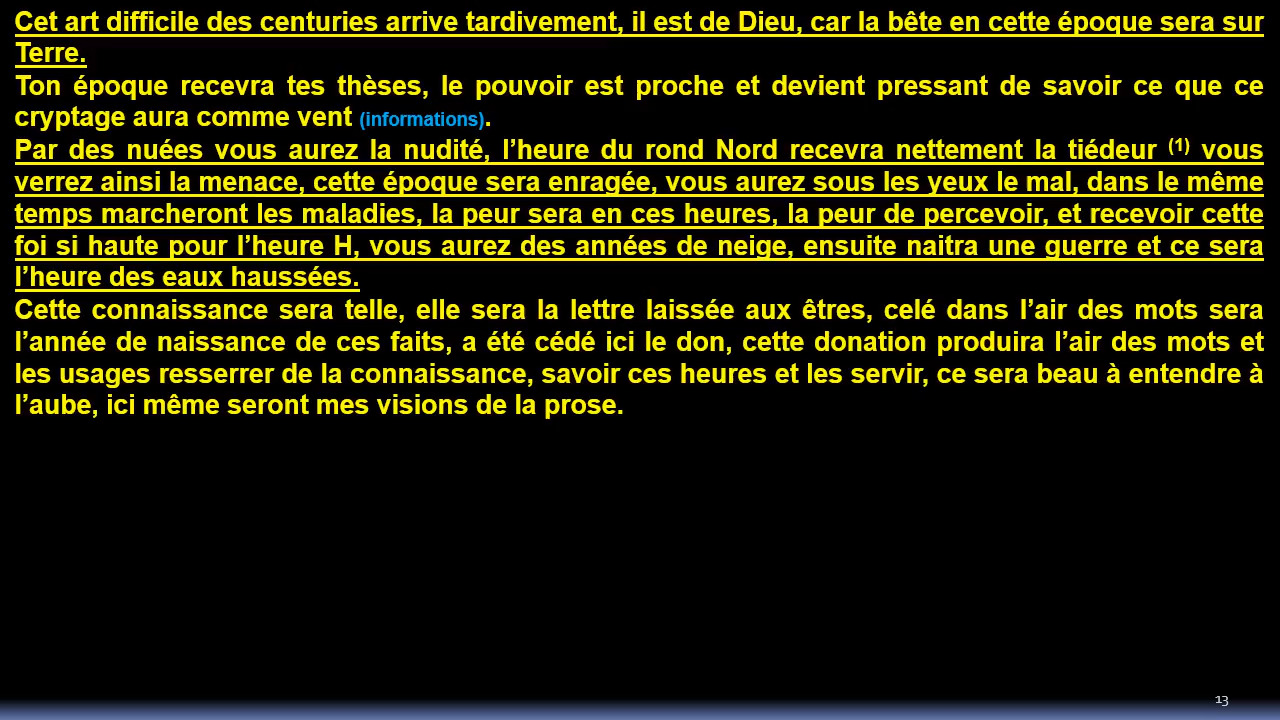 Cet art difficile des centuries arrive tardivement, il est de Dieu, car la bête en cette époque sera sur
Terre.
Ton époque recevra tes thèses, le pouvoir est proche et devient pressant de savoir ce que ce
cryptage aura comme vent (informations).
Par des nuées vous aurez la nudité, l’heure du rond Nord recevra nettement la tiédeur (1) vous
verrez ainsi la menace, cette époque sera enragée, vous aurez sous les yeux le mal, dans le même
temps marcheront les maladies, la peur sera en ces heures, la peur de percevoir, et recevoir cette
foi si haute pour l’heure H, vous aurez des années de neige, ensuite naitra une guerre et ce sera
l’heure des eaux haussées.
Cette connaissance sera telle, elle sera la lettre laissée aux êtres, celé dans l’air des mots sera
l’année de naissance de ces faits, a été cédé ici le don, cette donation produira l’air des mots et
les usages resserrer de la connaissance, savoir ces heures et les servir, ce sera beau à entendre à
l’aube, ici même seront mes visions de la prose.
13